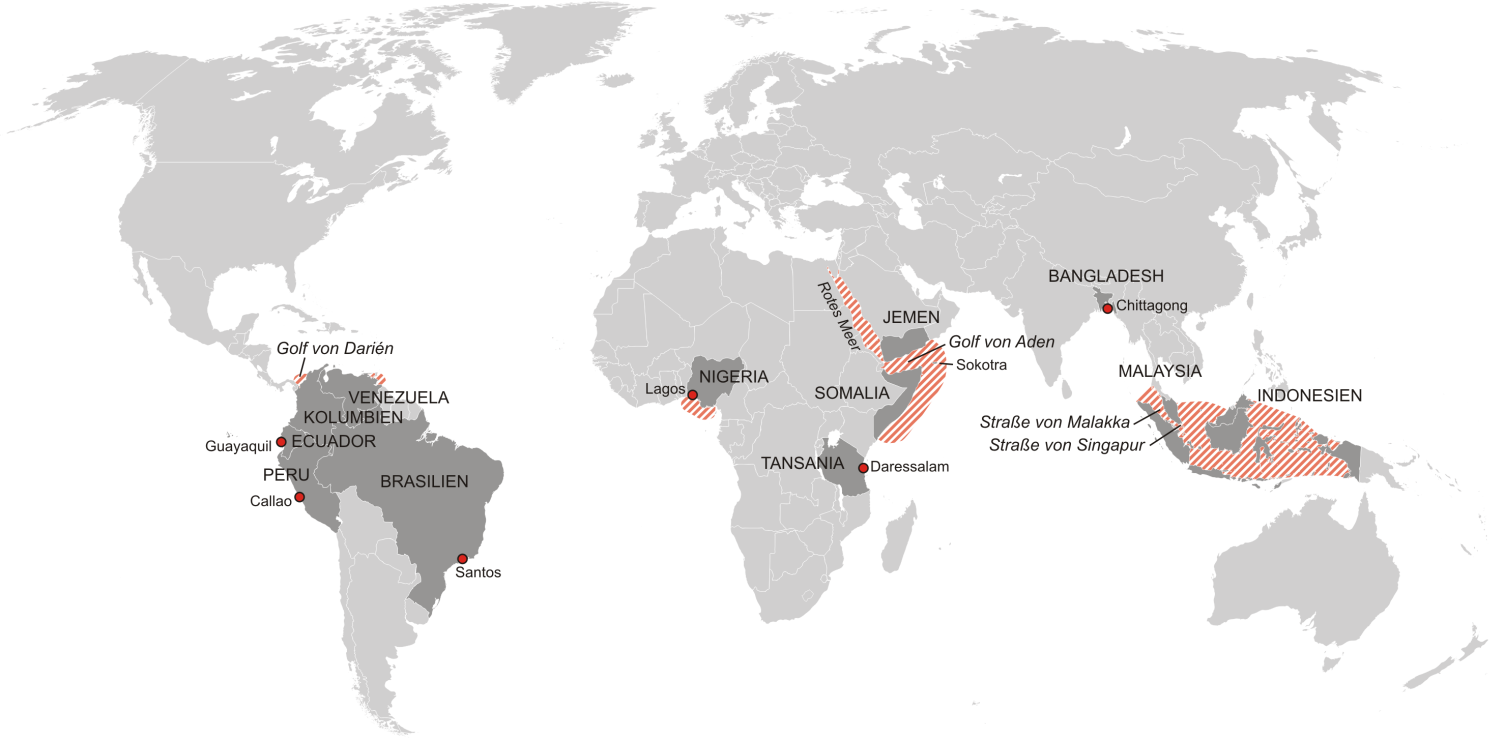 Golf von Darién
VENEZUELA
KOLUMBIEN
ECUADOR
Guayaquil
PERU
Callao
BRASILIEN
Santos
Rotes Meer
JEMEN
Golf von Aden
Sokotra
NIGERIA
Lagos
SOMALIA
TANSANIA
Daressalam
BANGLADESH
Chittagong
MALAYSIA
INDONESIEN
Straße von Malakka
Straße von Singapur